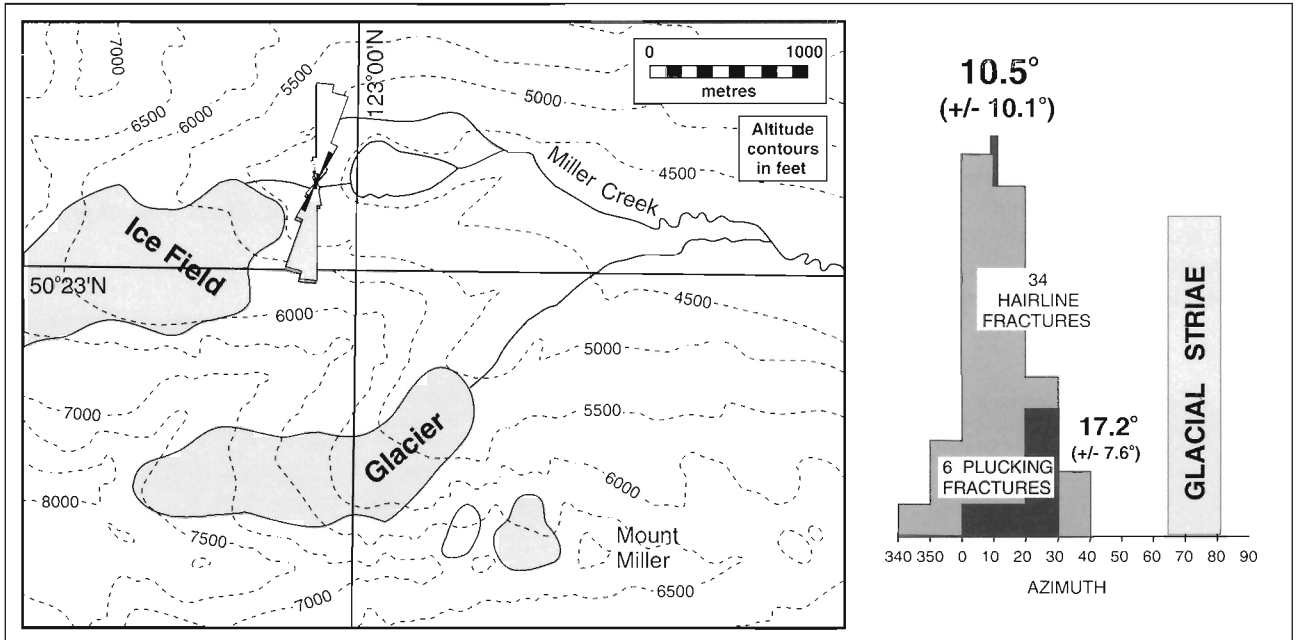 7000
6500
6000
5500
123°00'N
5000
0 1000
metres
Altitude
contours
in feet
4500
Miller Creek
Ice Field
50°23'N
6000
4500
5000
5500
7000
Glacier
8000
7500
6000
Mount
Miller
7000
6500
10.5°
(+/- 10.1°)
34
HAIRLINE
FRACTURES
17.2°
(+/- 7.6°)
6 PLUCKING
FRACTURES
GLACIAL STRIAE
340 350 0 10 20 30 40 50 60 70 80 90
AZIMUTH